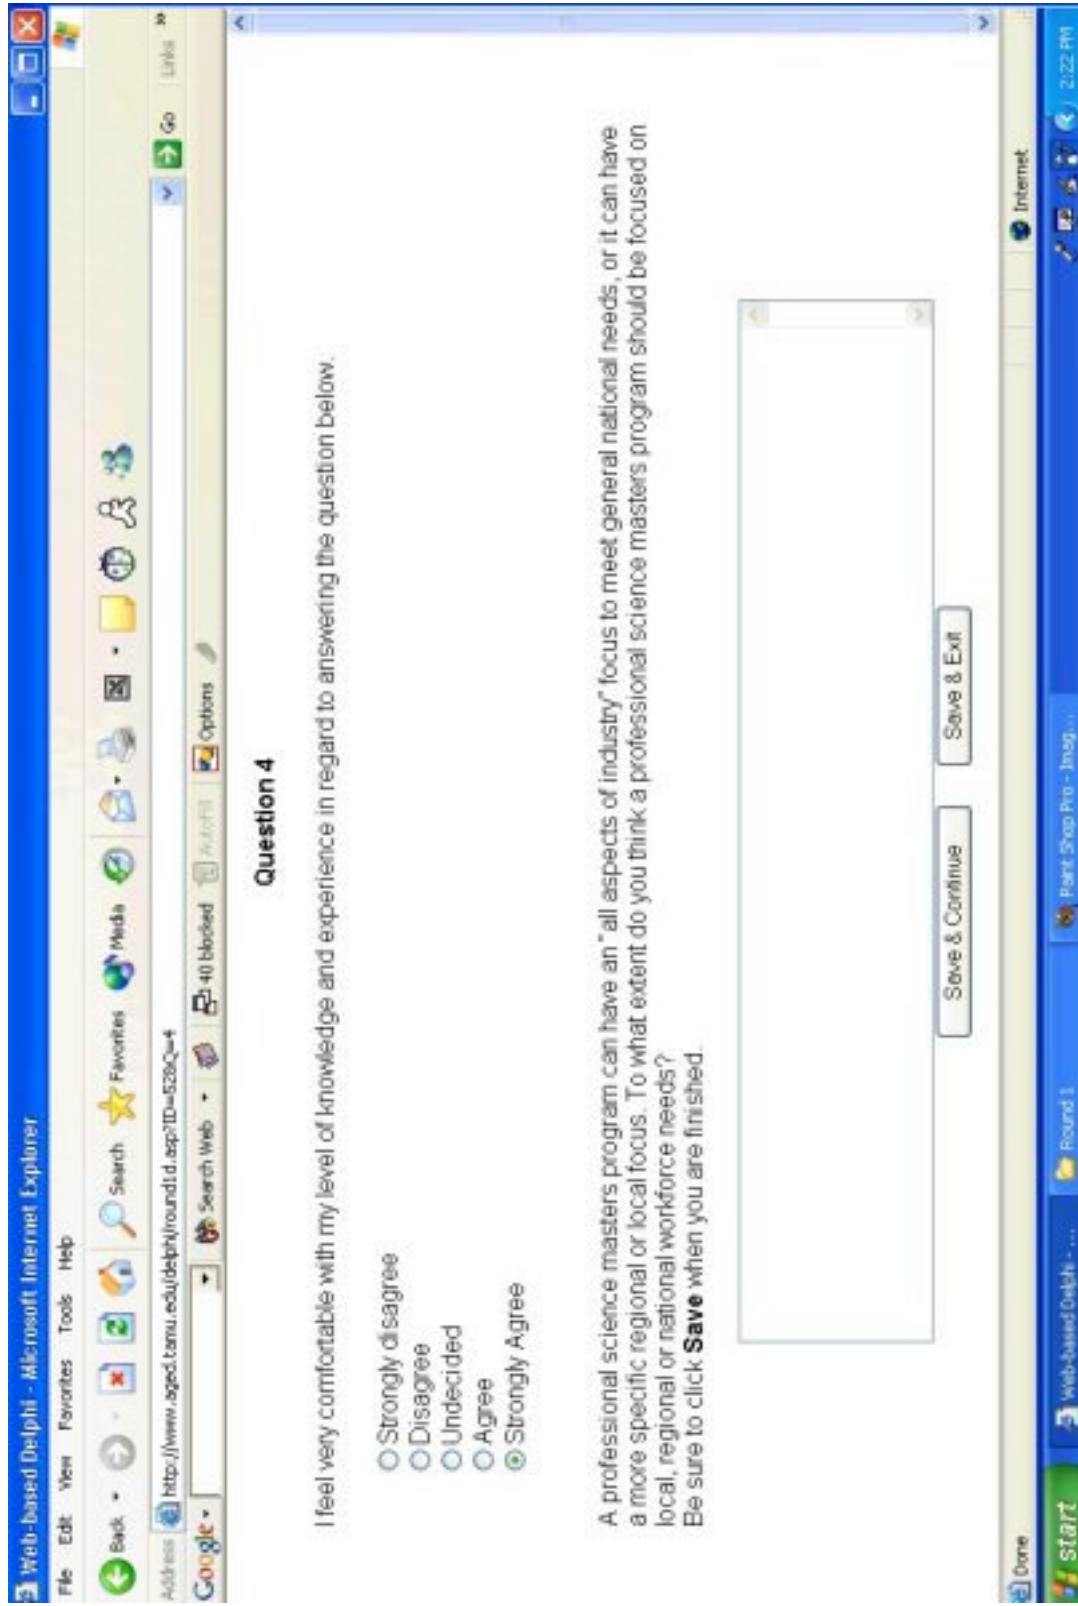 Web-based Delphi - Microsoft Internet Explorer
File Edit View Favorites Tools Help
Back Search Favorites Media
Address http://www.aged.tamu.edu/delphi/round1d.asp?ID=528Q=4 Go Links »
Google Search Web 40 blocked AutoFill Options
Question 4
I feel very comfortable with my level of knowledge and experience in regard to answering the question below.
Strongly disagree
Disagree
Undecided
Agree
Strongly Agree
A professional science masters program can have an "all aspects of industry" focus to meet general national needs, or it can have
a more specific regional or local focus. To what extent do you think a professional science masters program should be focused on
local, regional or national workforce needs?
Be sure to click Save when you are finished.
Save & Continue Save & Exit
Done Internet
start Web-based Delphi - ... Round 1 Paint Shop Pro - Imag... 2:22 PM